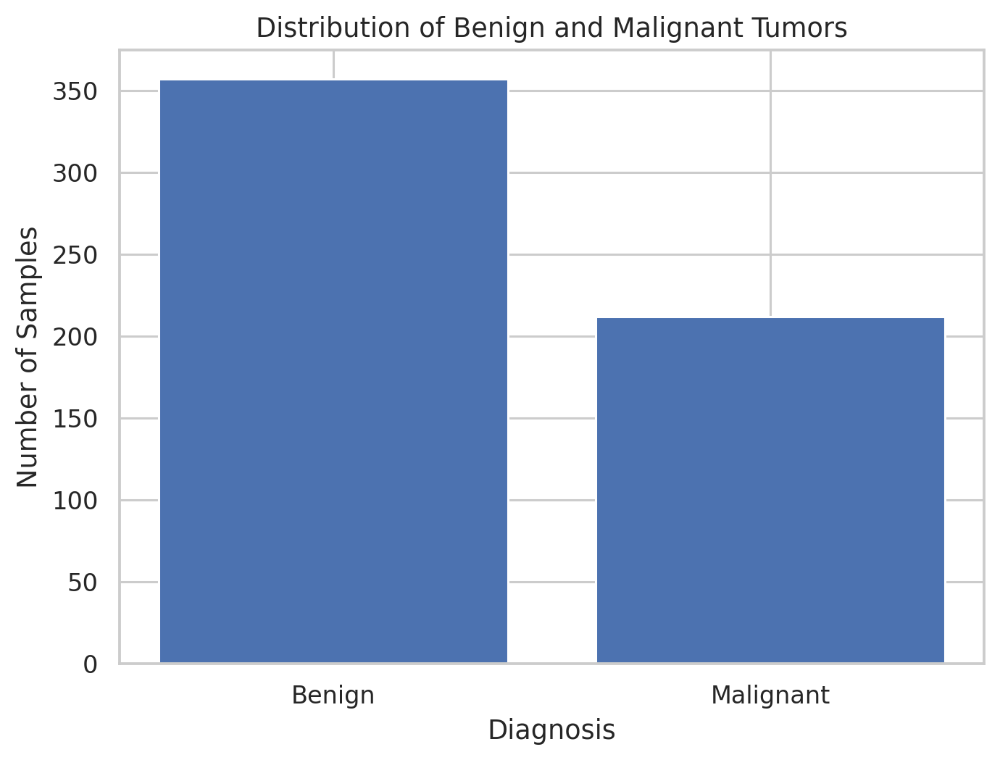 Distribution of Benign and Malignant Tumors
Number of Samples
350
300
250
200
150
100
50
0
Benign
Malignant
Diagnosis